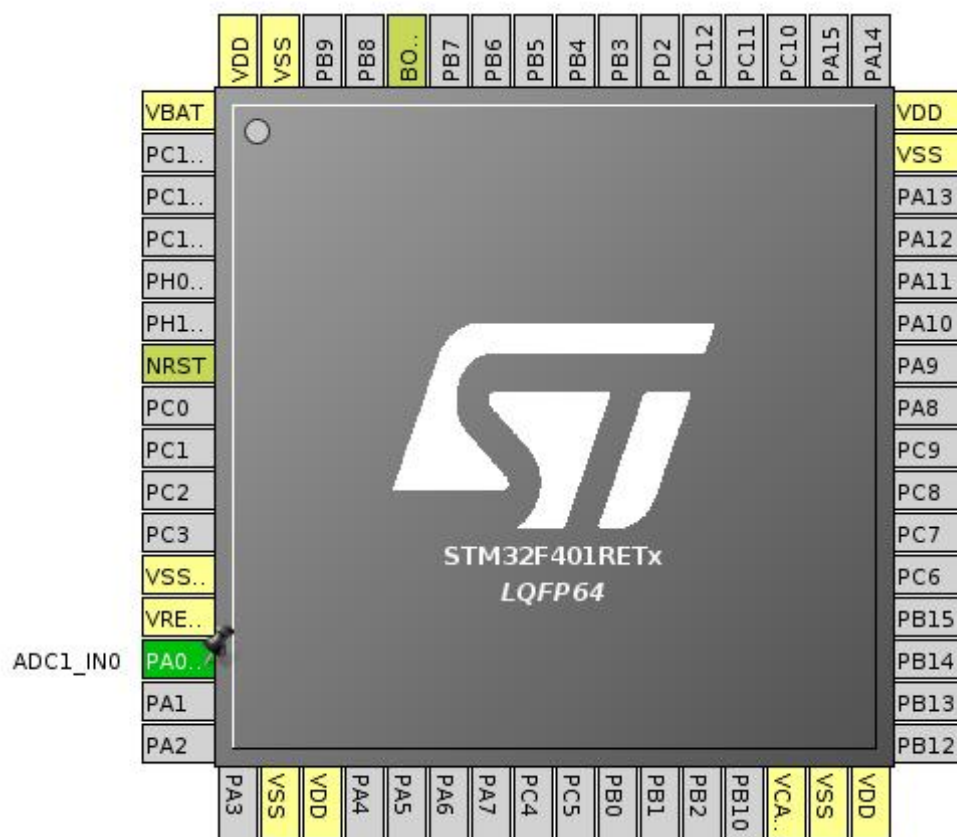 VDD VSS PB9 PB8 BO.. PB7 PB6 PB5 PB4 PB3 PD2 PC12 PC11 PC10 PA15 PA14
VBAT
PC1..
PC1..
PC1..
PH0..
PH1..
NRST
PC0
PC1
PC2
PC3
VSS..
VRE..
ADC1_IN0 PA0..
PA1
PA2
ST
STM32F401RETx
LQFP64
VDD
VSS
PA13
PA12
PA11
PA10
PA9
PA8
PC9
PC8
PC7
PC6
PB15
PB14
PB13
PB12
PA3 VSS VDD PA4 PA5 PA6 PA7 PC4 PC5 PB0 PB1 PB2 PB10 VCA.. VSS VDD